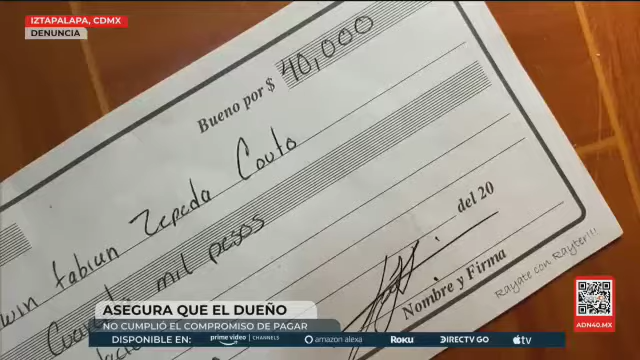 IZTAPALAPA, CDMX
DENUNCIA
Bueno por $ 40,000
win fabian Zepeda Couto
mil pesos
del 20
Nombre y Firma
Rayate con Rayter!!!
ASEGURA QUE EL DUEÑO
NO CUMPLIÓ EL COMPROMISO DE PAGAR
DISPONIBLE EN: prime video | CHANNELS amazon alexa Roku DIRECTV GO tv
ADN40.MX